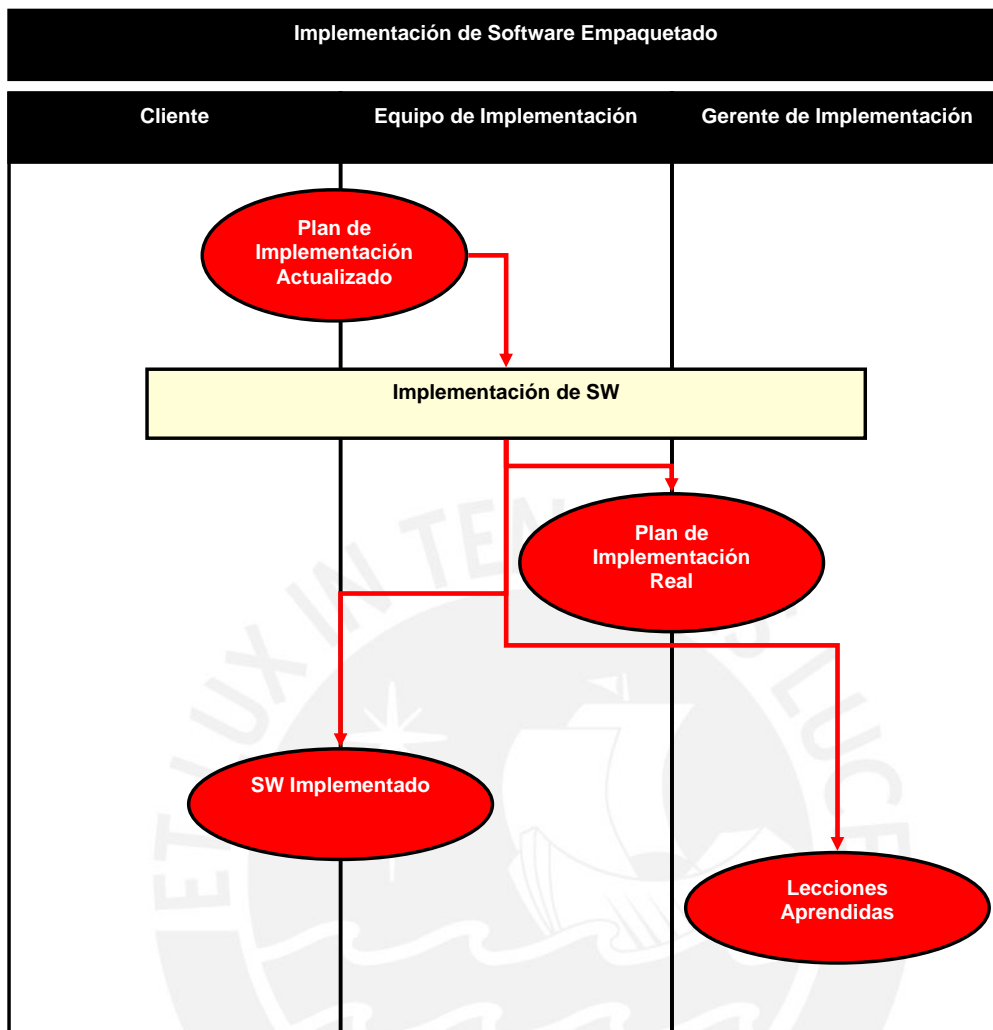 Implementación de Software Empaquetado
Cliente
Equipo de Implementación
Gerente de Implementación
Plan de
Implementación
Actualizado
Implementación de SW
Plan de
Implementación
Real
SW Implementado
Lecciones
Aprendidas